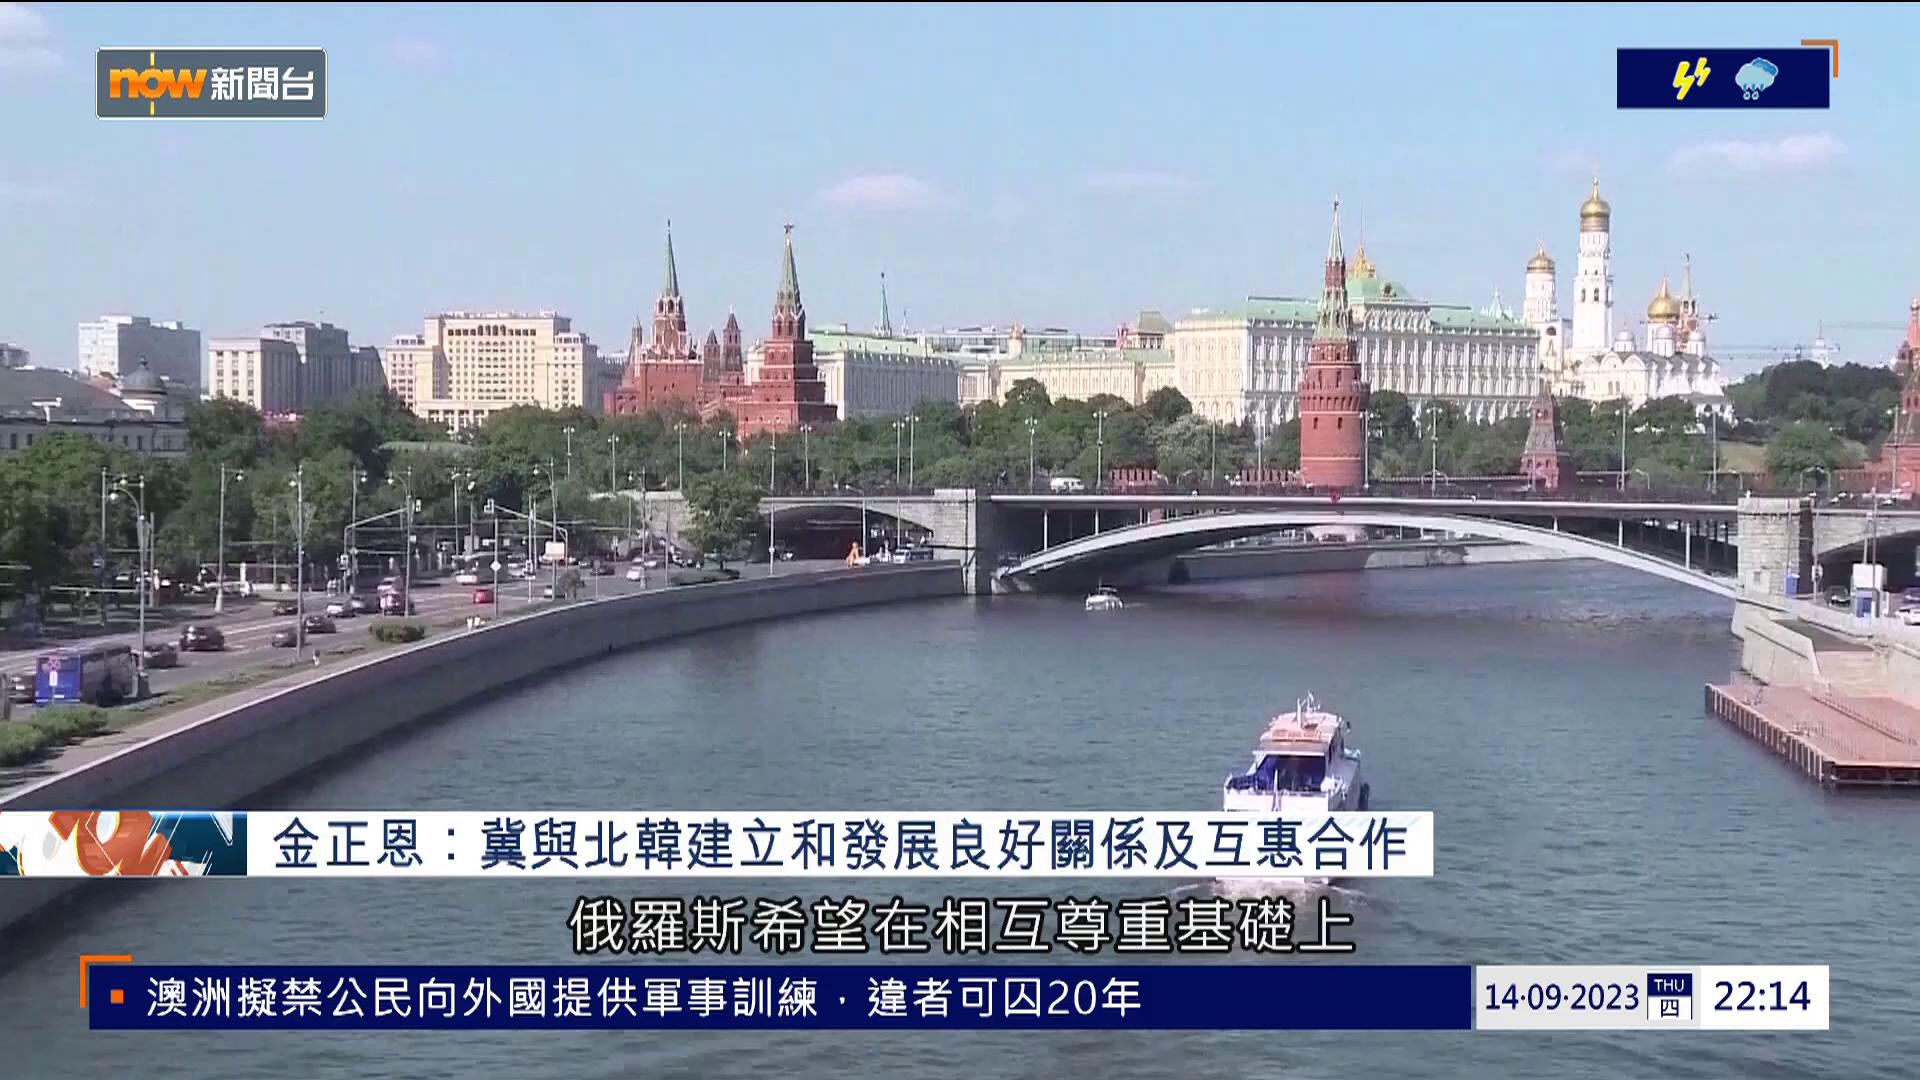 now 新聞台
金正恩：冀與北韓建立和發展良好關係及互惠合作
俄羅斯希望在相互尊重基礎上
澳洲擬禁公民向外國提供軍事訓練，違者可囚20年
14·09·2023 THU 四 22:14